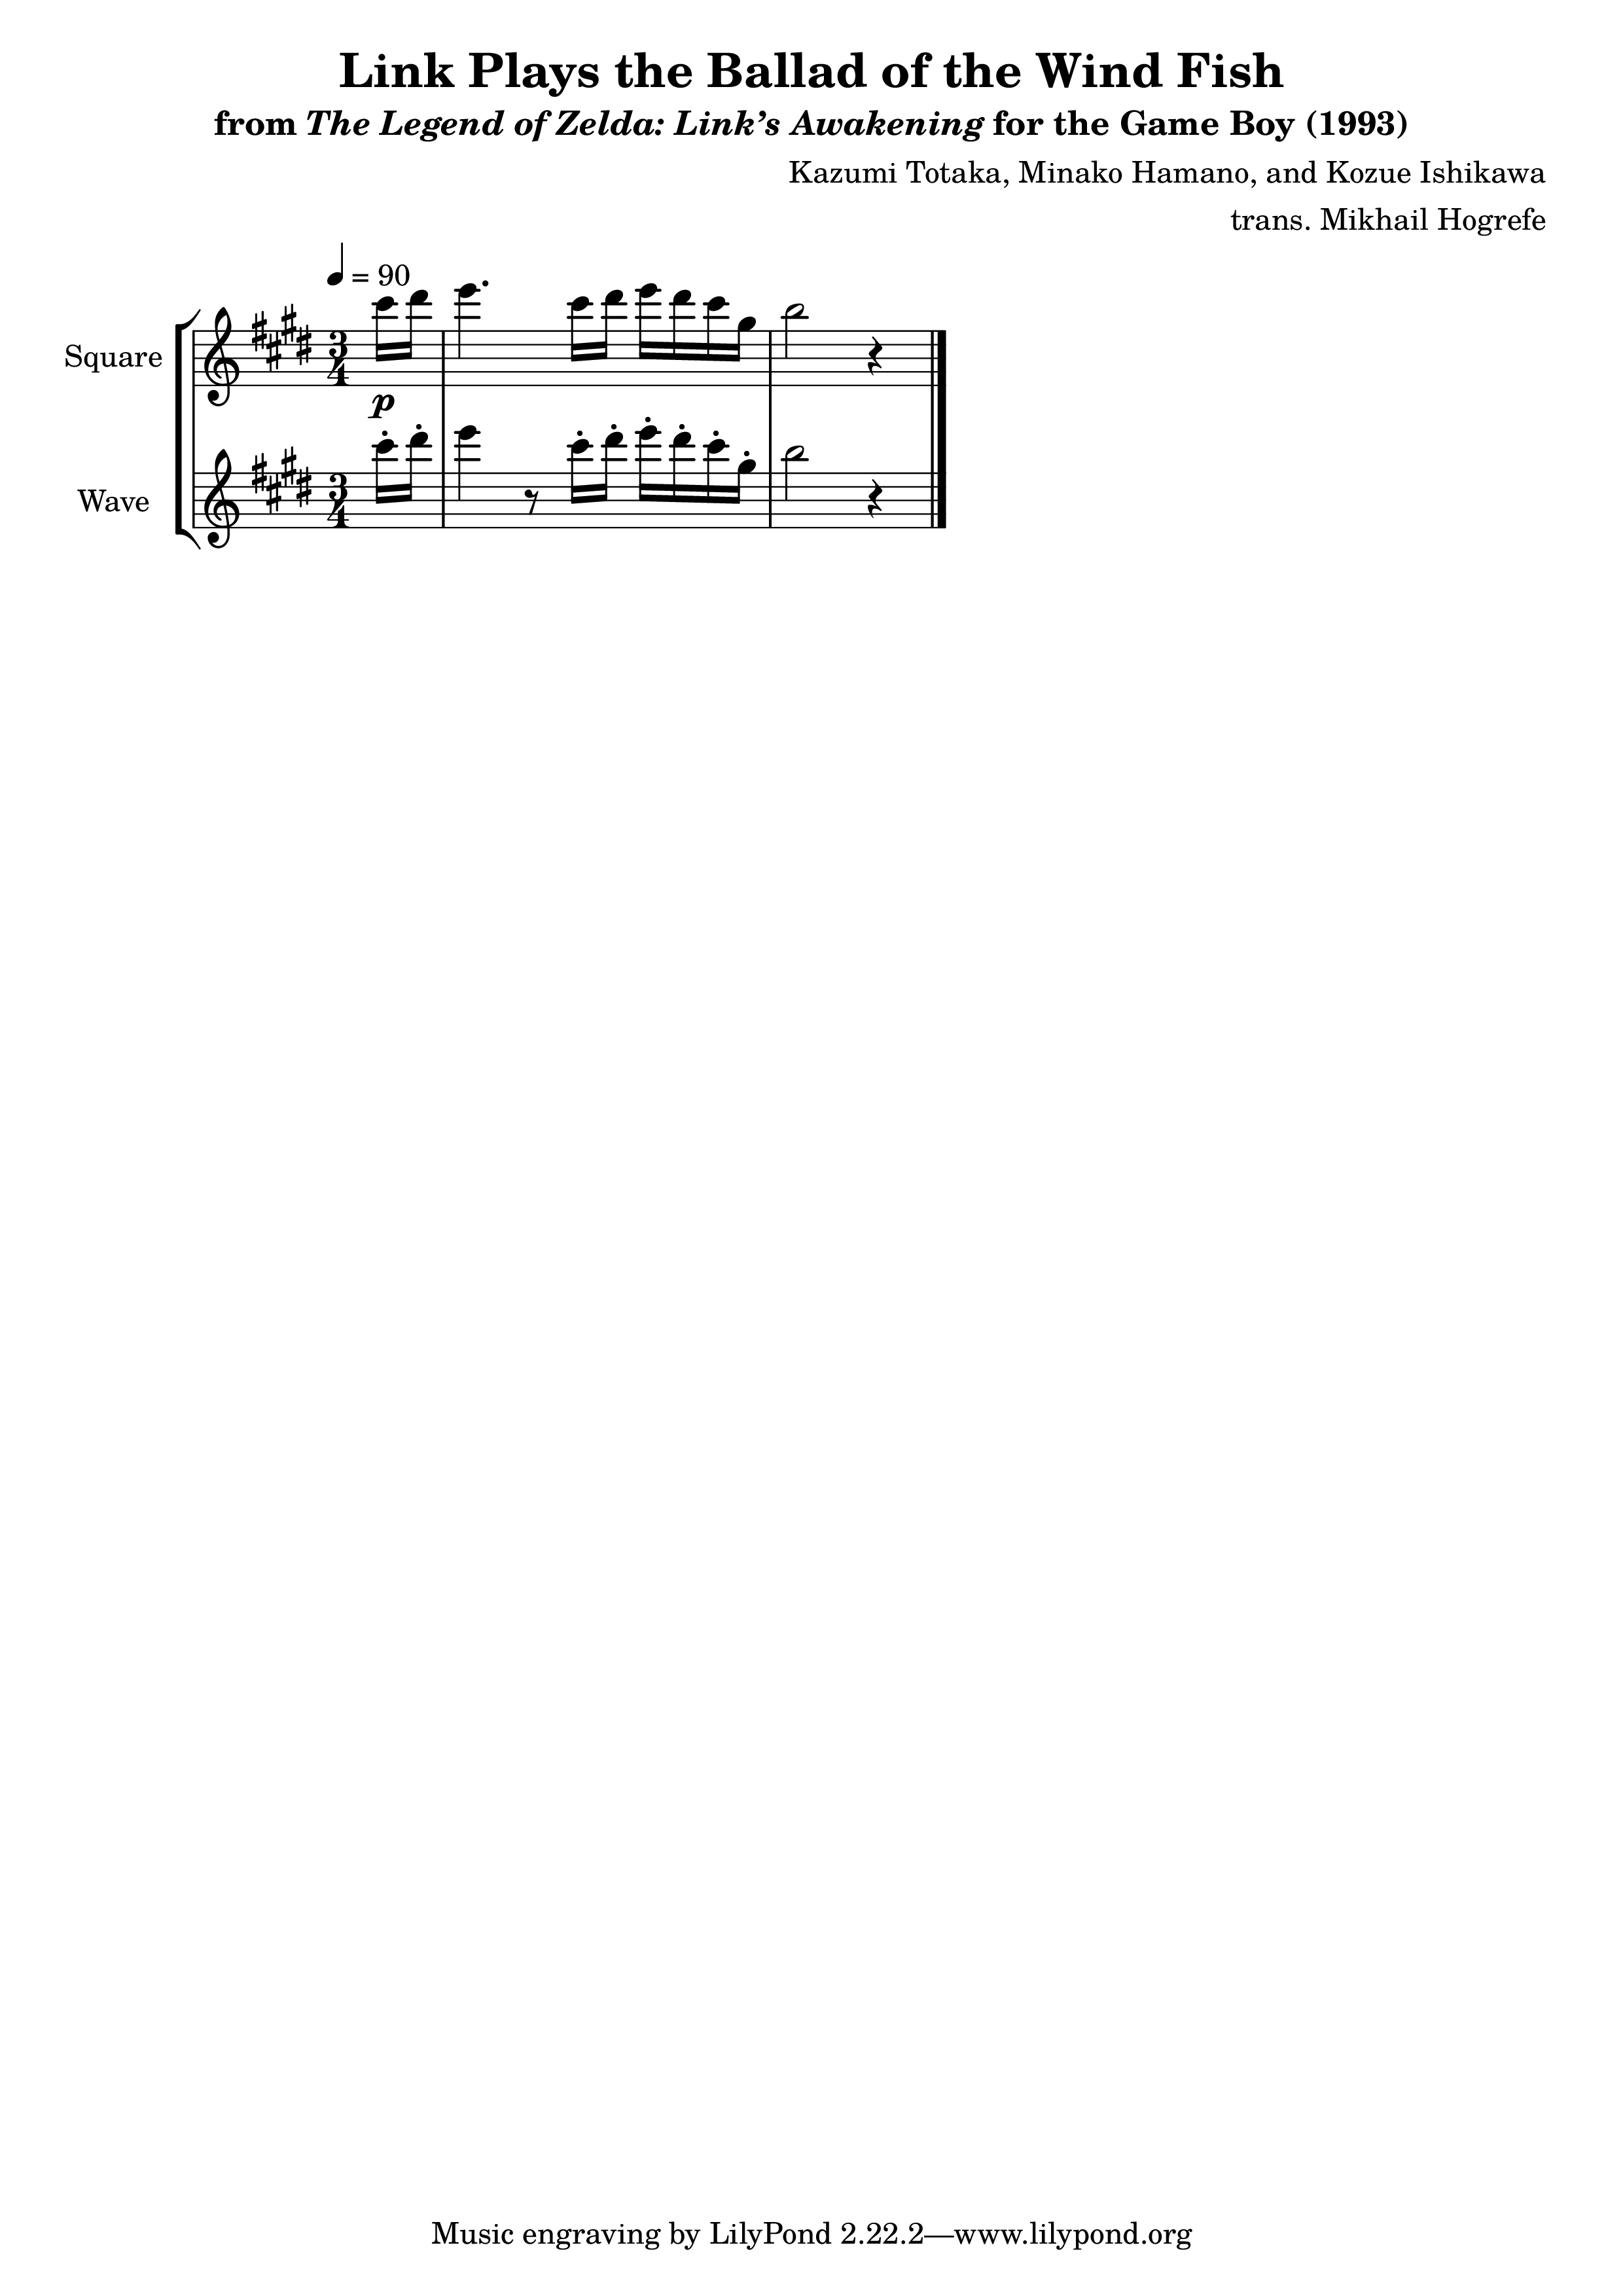 Link Plays the Ballad of the Wind Fish
from The Legend of Zelda: Link’s Awakening for the Game Boy (1993)
Kazumi Totaka, Minako Hamano, and Kozue Ishikawa
trans. Mikhail Hogrefe
= 90
Square
3
4
p
Wave
3
4
Music engraving by LilyPond 2.22.2—www.lilypond.org